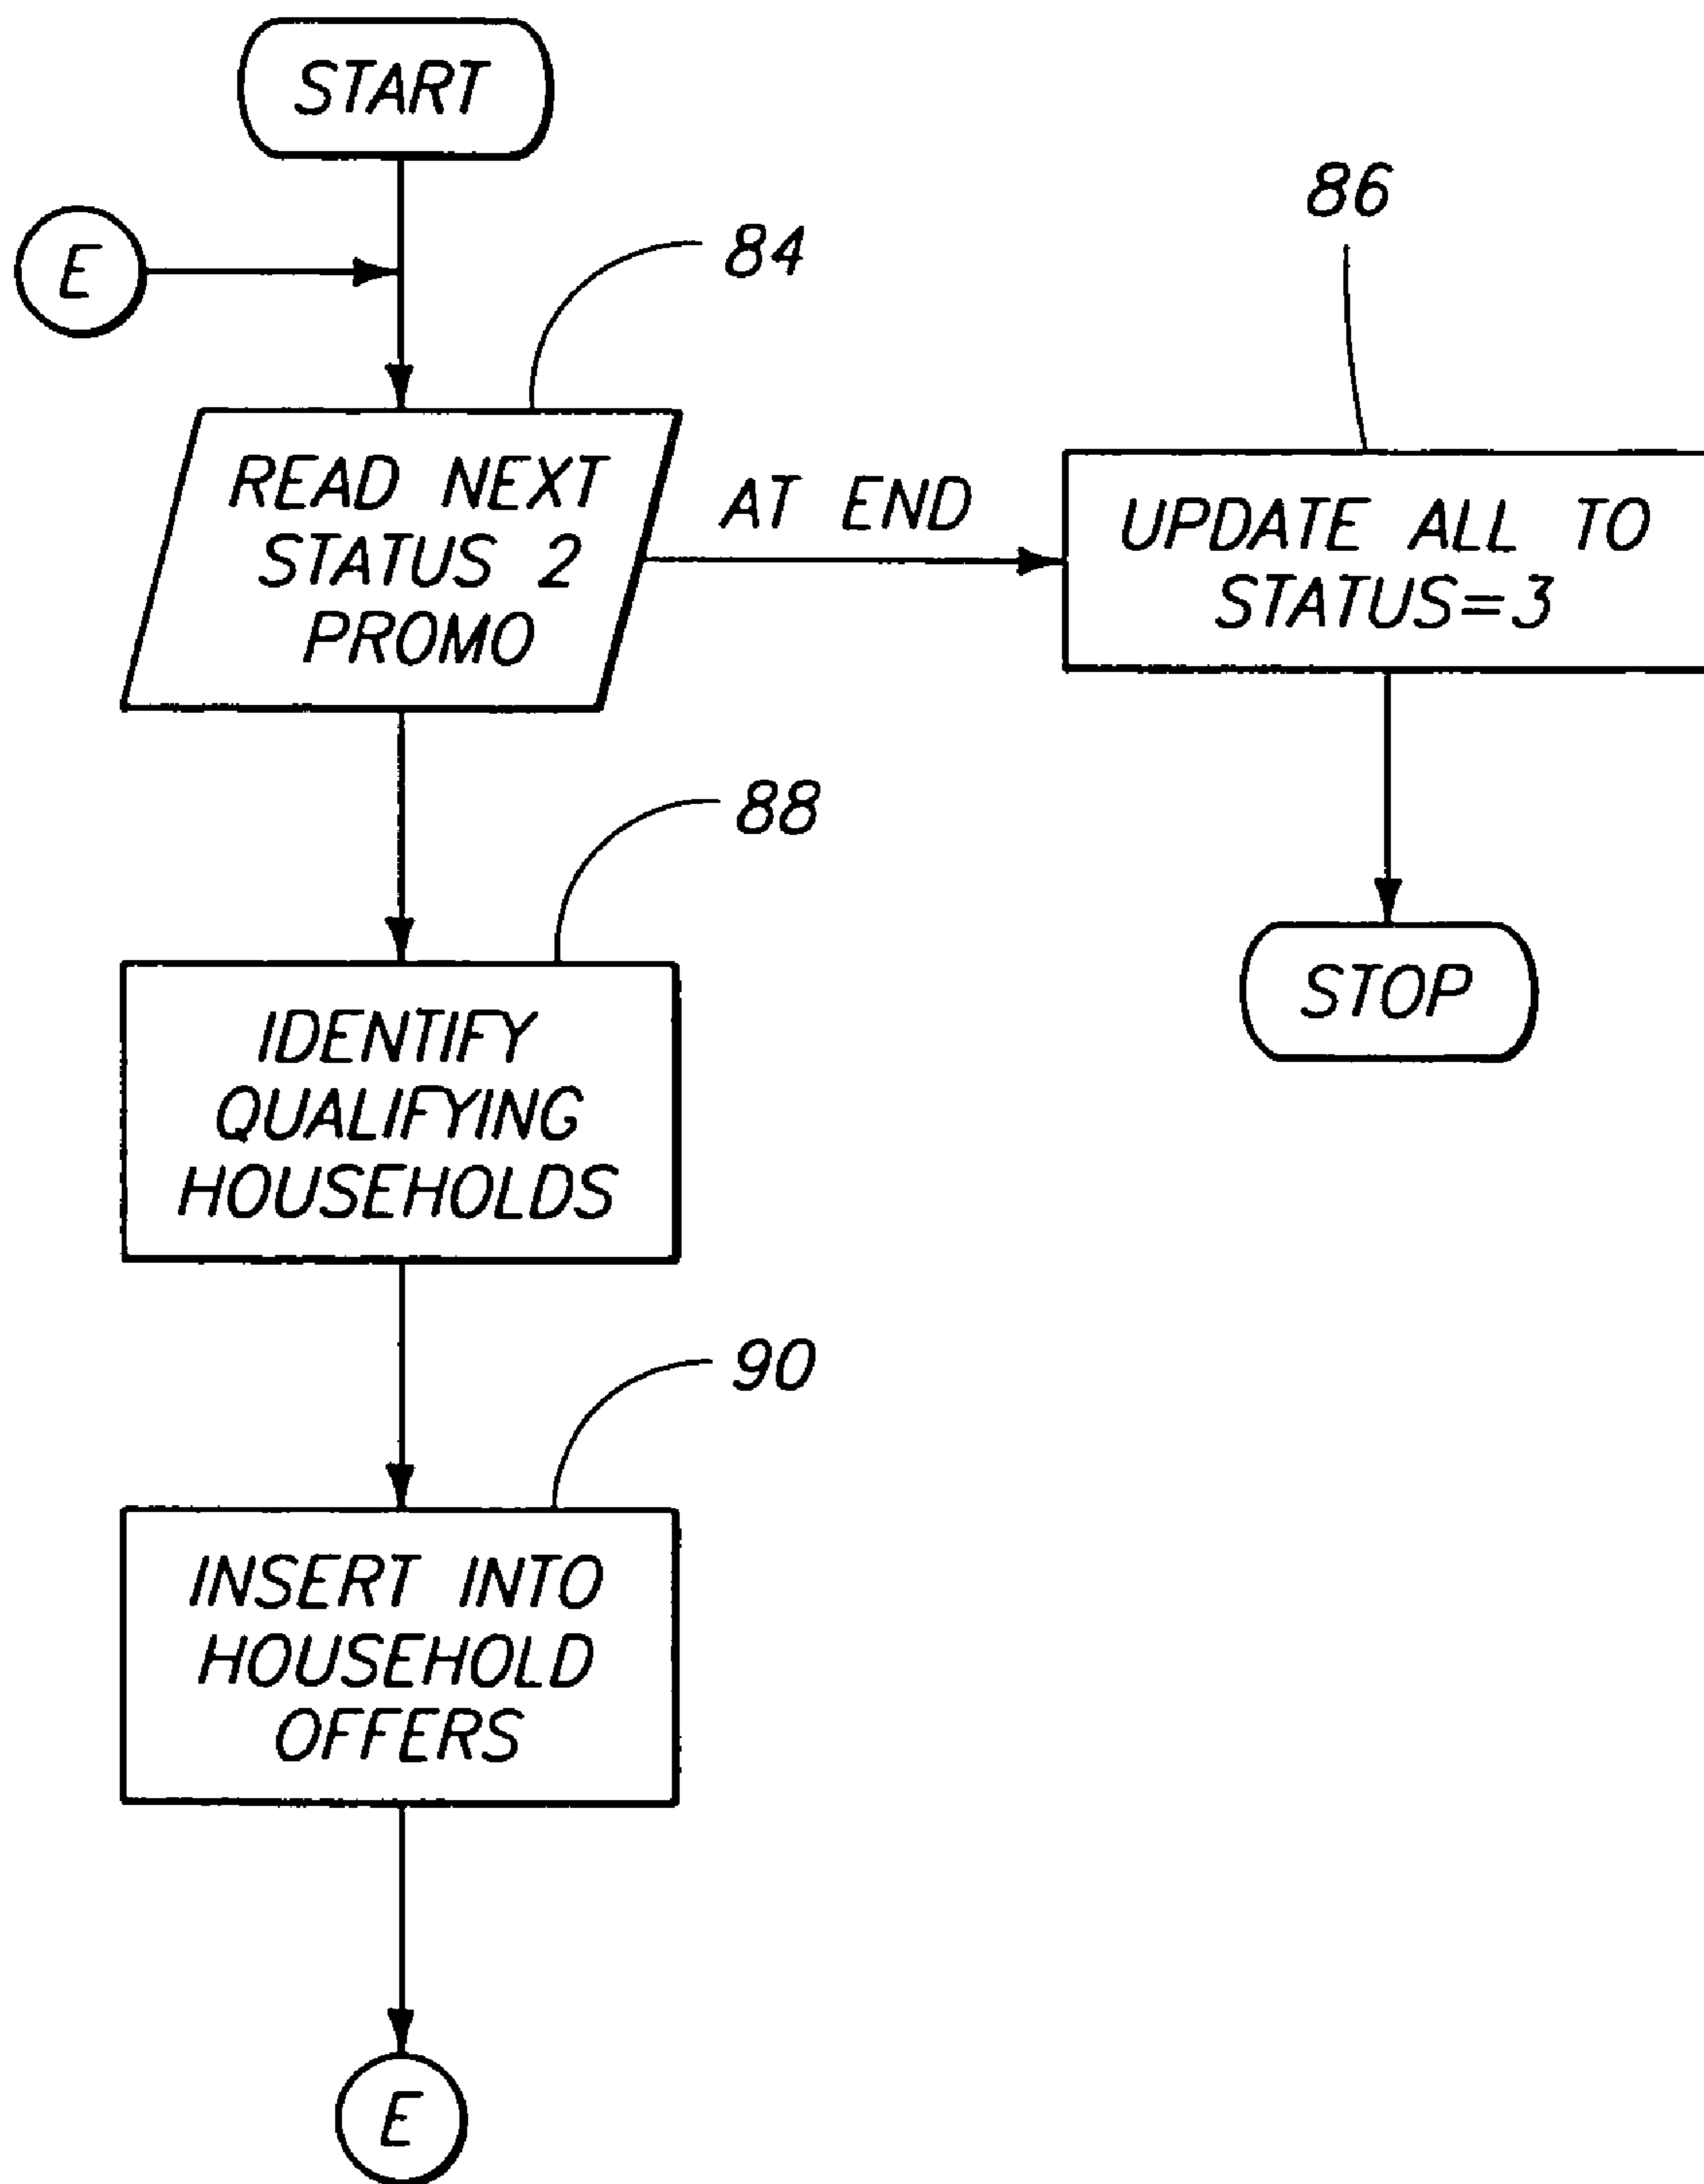 START
E
84
86
READ NEXT
STATUS 2
PROMO
AT END
UPDATE ALL TO
STATUS=3
88
STOP
IDENTIFY
QUALIFYING
HOUSEHOLDS
90
INSERT INTO
HOUSEHOLD
OFFERS
E